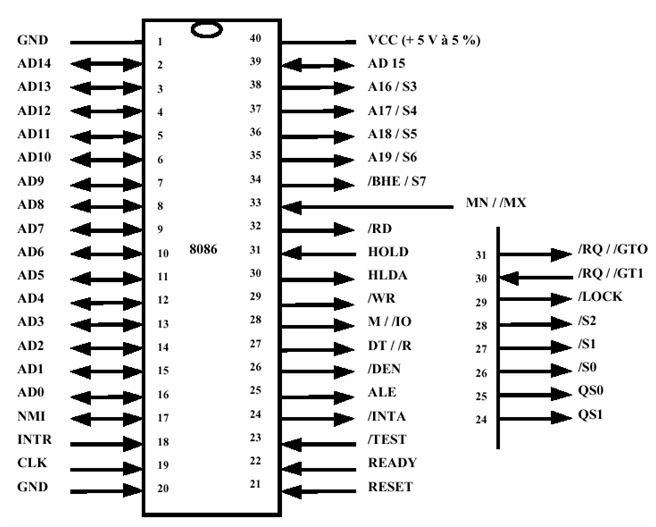 GND 1 40 VCC (+ 5 V à 5 %)
AD14 2 39 AD 15
AD13 3 38 A16 / S3
AD12 4 37 A17 / S4
AD11 5 36 A18 / S5
AD10 6 35 A19 / S6
AD9 7 34 /BHE / S7
AD8 8 33 MN / /MX
AD7 9 32 /RD
AD6 10 8086 31 HOLD 31 /RQ / /GTO
AD5 11 30 HLDA 30 /RQ / /GT1
AD4 12 29 /WR 29 /LOCK
AD3 13 28 M / /IO 28 /S2
AD2 14 27 DT / /R 27 /S1
AD1 15 26 /DEN 26 /S0
AD0 16 25 ALE 25 QS0
NMI 17 24 /INTA 24 QS1
INTR 18 23 /TEST
CLK 19 22 READY
GND 20 21 RESET